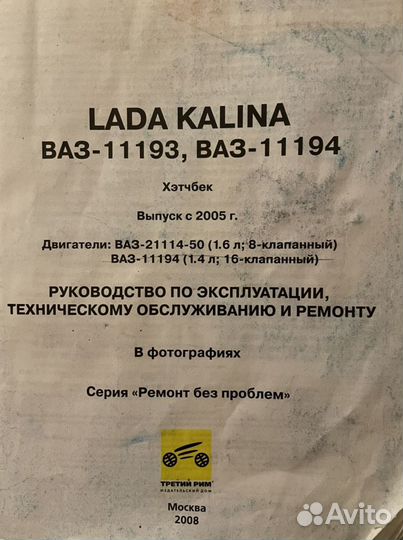 LADA KALINA
ВАЗ-11193, ВАЗ-11194
Хэтчбек
Выпуск с 2005 г.
Двигатели: ВАЗ-21114-50 (1.6 л; 8-клапанный)
ВАЗ-11194 (1.4 л; 16-клапанный)
РУКОВОДСТВО ПО ЭКСПЛУАТАЦИИ,
ТЕХНИЧЕСКОМУ ОБСЛУЖИВАНИЮ И РЕМОНТУ
В фотографиях
Серия «Ремонт без проблем»
ТРЕТИЙ РИМ
ИЗДАТЕЛЬСКИЙ ДОМ
Москва
2008
Avito